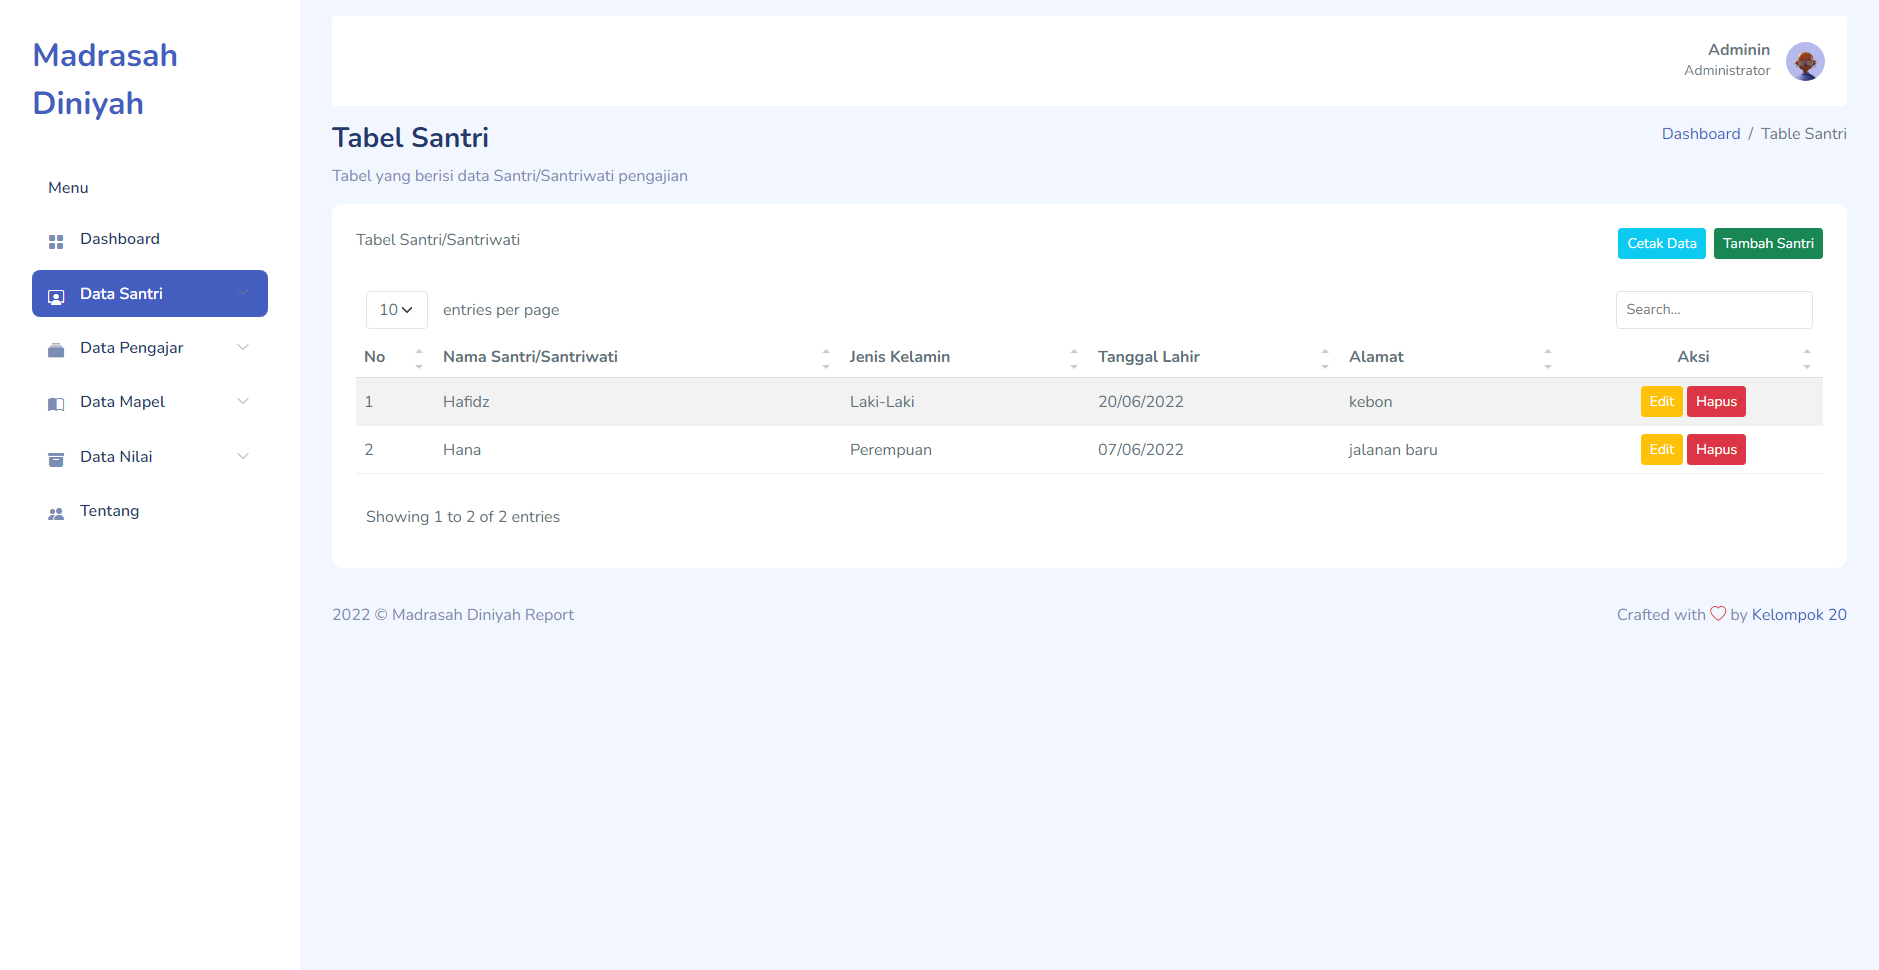 Madrasah
Diniyah
Menu
Dashboard
Data Santri
Data Pengajar
Data Mapel
Data Nilai
Tentang
Adminin
Administrator
Tabel Santri
Dashboard / Table Santri
Tabel yang berisi data Santri/Santriwati pengajian
Tabel Santri/Santriwati
Cetak Data Tambah Santri
10 entries per page
Search...
No Nama Santri/Santriwati Jenis Kelamin Tanggal Lahir Alamat Aksi
1 Hafidz Laki-Laki 20/06/2022 kebon Edit Hapus
2 Hana Perempuan 07/06/2022 jalanan baru Edit Hapus
Showing 1 to 2 of 2 entries
2022 © Madrasah Diniyah Report
Crafted with ♡ by Kelompok 20